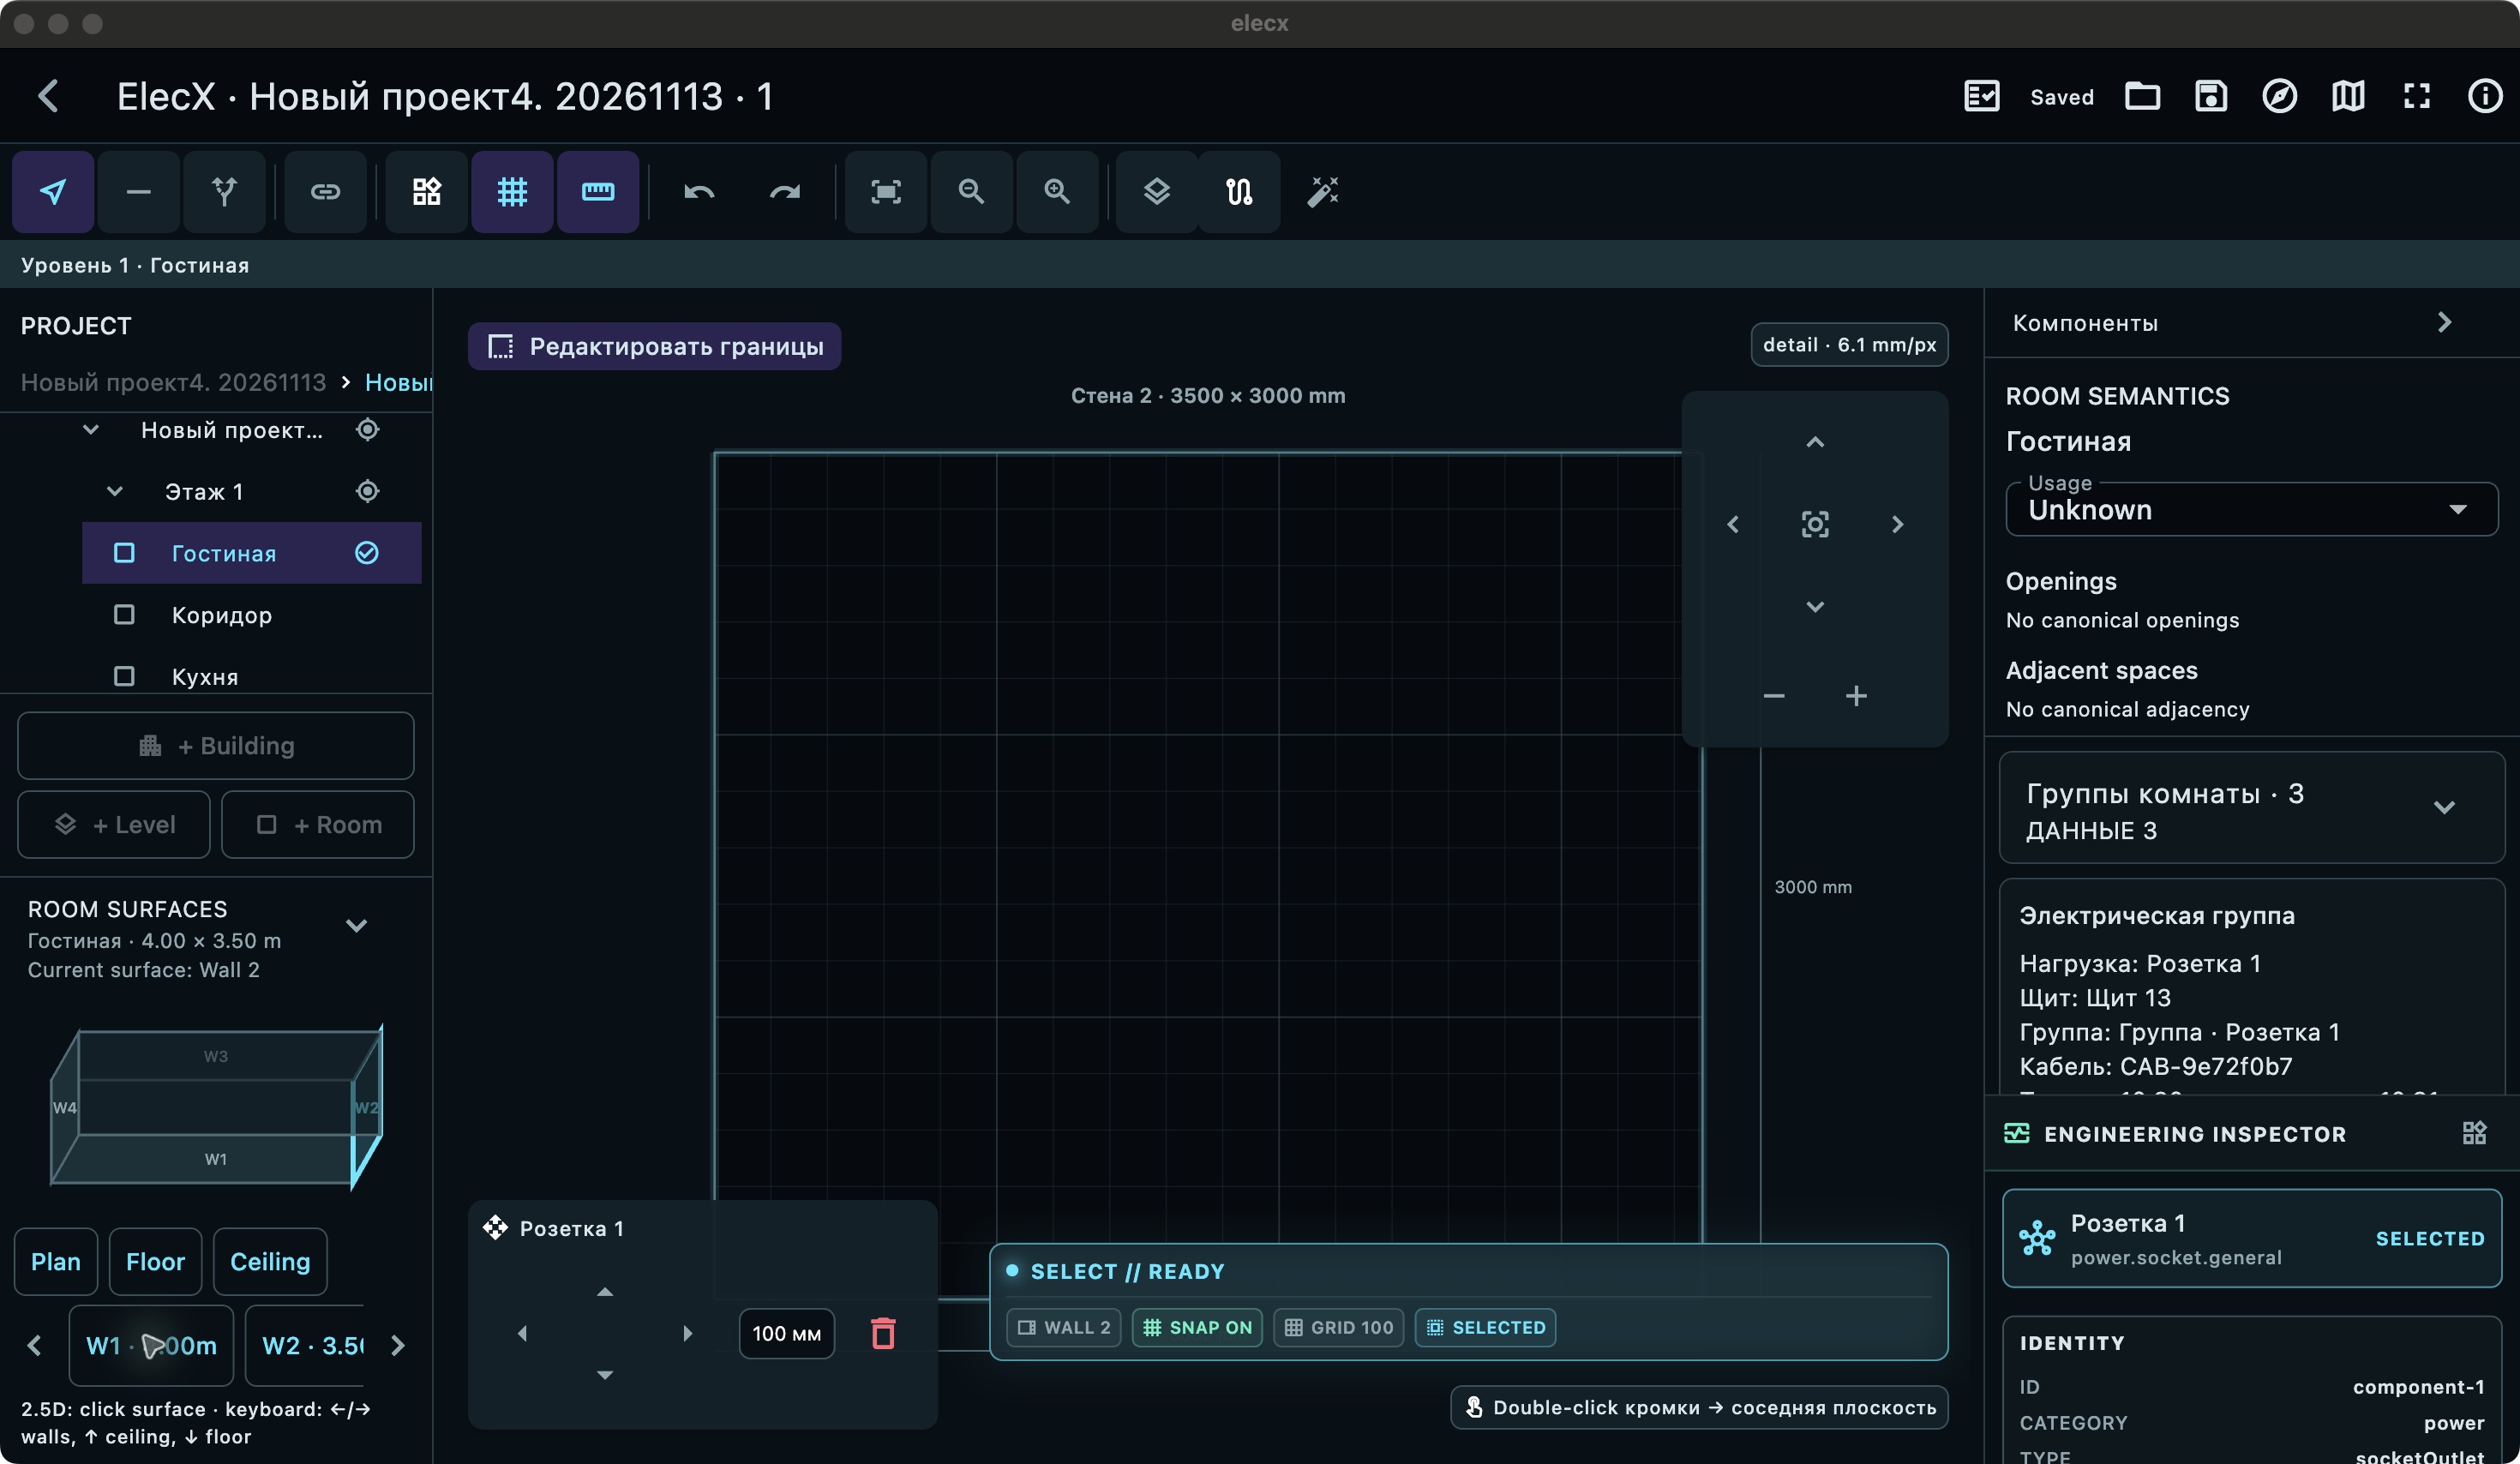 elecx
ElecX · Новый проект4. 20261113 · 1
Saved
Уровень 1 · Гостиная
PROJECT
Новый проект4. 20261113 › Новы
Новый проект...
Этаж 1
Гостиная
Коридор
Кухня
+ Building
+ Level
+ Room
ROOM SURFACES
Гостиная · 4.00 × 3.50 m
Current surface: Wall 2
W3
W4
W2
W1
Plan
Floor
Ceiling
W1 · 00m
W2 · 3.5
2.5D: click surface · keyboard: ←/→
walls, ↑ ceiling, ↓ floor
Редактировать границы
detail · 6.1 mm/px
Стена 2 · 3500 × 3000 mm
3000 mm
Розетка 1
100 мм
SELECT // READY
WALL 2
SNAP ON
GRID 100
SELECTED
Double-click кромки → соседняя плоскость
Компоненты
ROOM SEMANTICS
Гостиная
Usage
Unknown
Openings
No canonical openings
Adjacent spaces
No canonical adjacency
Группы комнаты · 3
ДАННЫЕ 3
Электрическая группа
Нагрузка: Розетка 1
Щит: Щит 13
Группа: Группа · Розетка 1
Кабель: CAB-9e72f0b7
ENGINEERING INSPECTOR
Розетка 1
power.socket.general
SELECTED
IDENTITY
ID component-1
CATEGORY power
TYPE socketOutlet